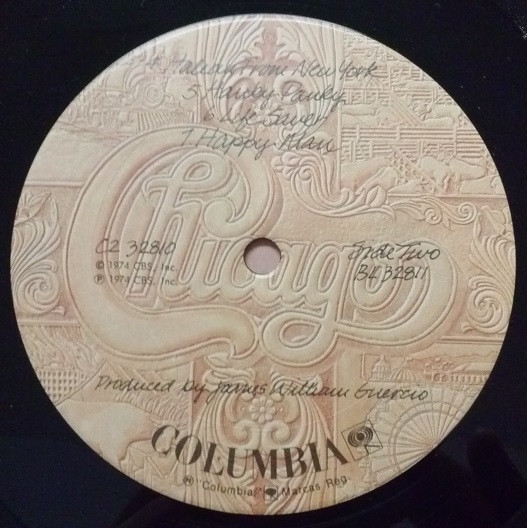 4. Italian From New York
5. Hanky Panky
6. Life Saver
7. Happy Man
Chicago
C2 32810
© 1974 CBS, Inc.
℗ 1974 CBS, Inc.
Side Two
BL 32811
Produced by James William Guercio
COLUMBIA
® "Columbia," Marcas Reg.